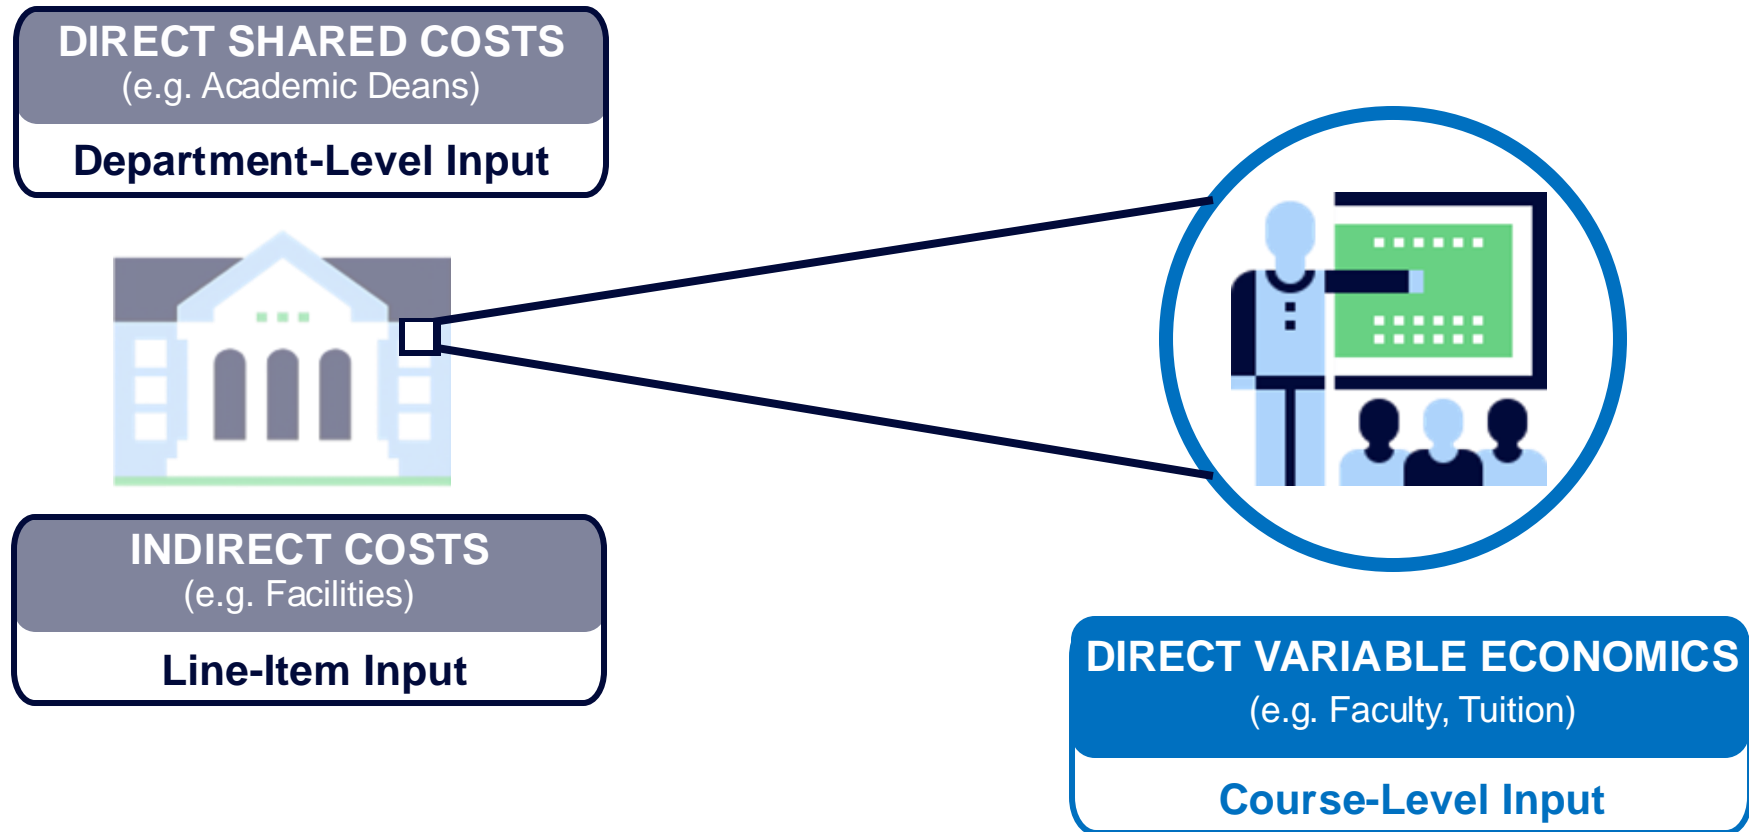 DIRECT SHARED COSTS
(e.g. Academic Deans)
Department-Level Input
INDIRECT COSTS
(e.g. Facilities)
Line-Item Input
DIRECT VARIABLE ECONOMICS
(e.g. Faculty, Tuition)
Course-Level Input